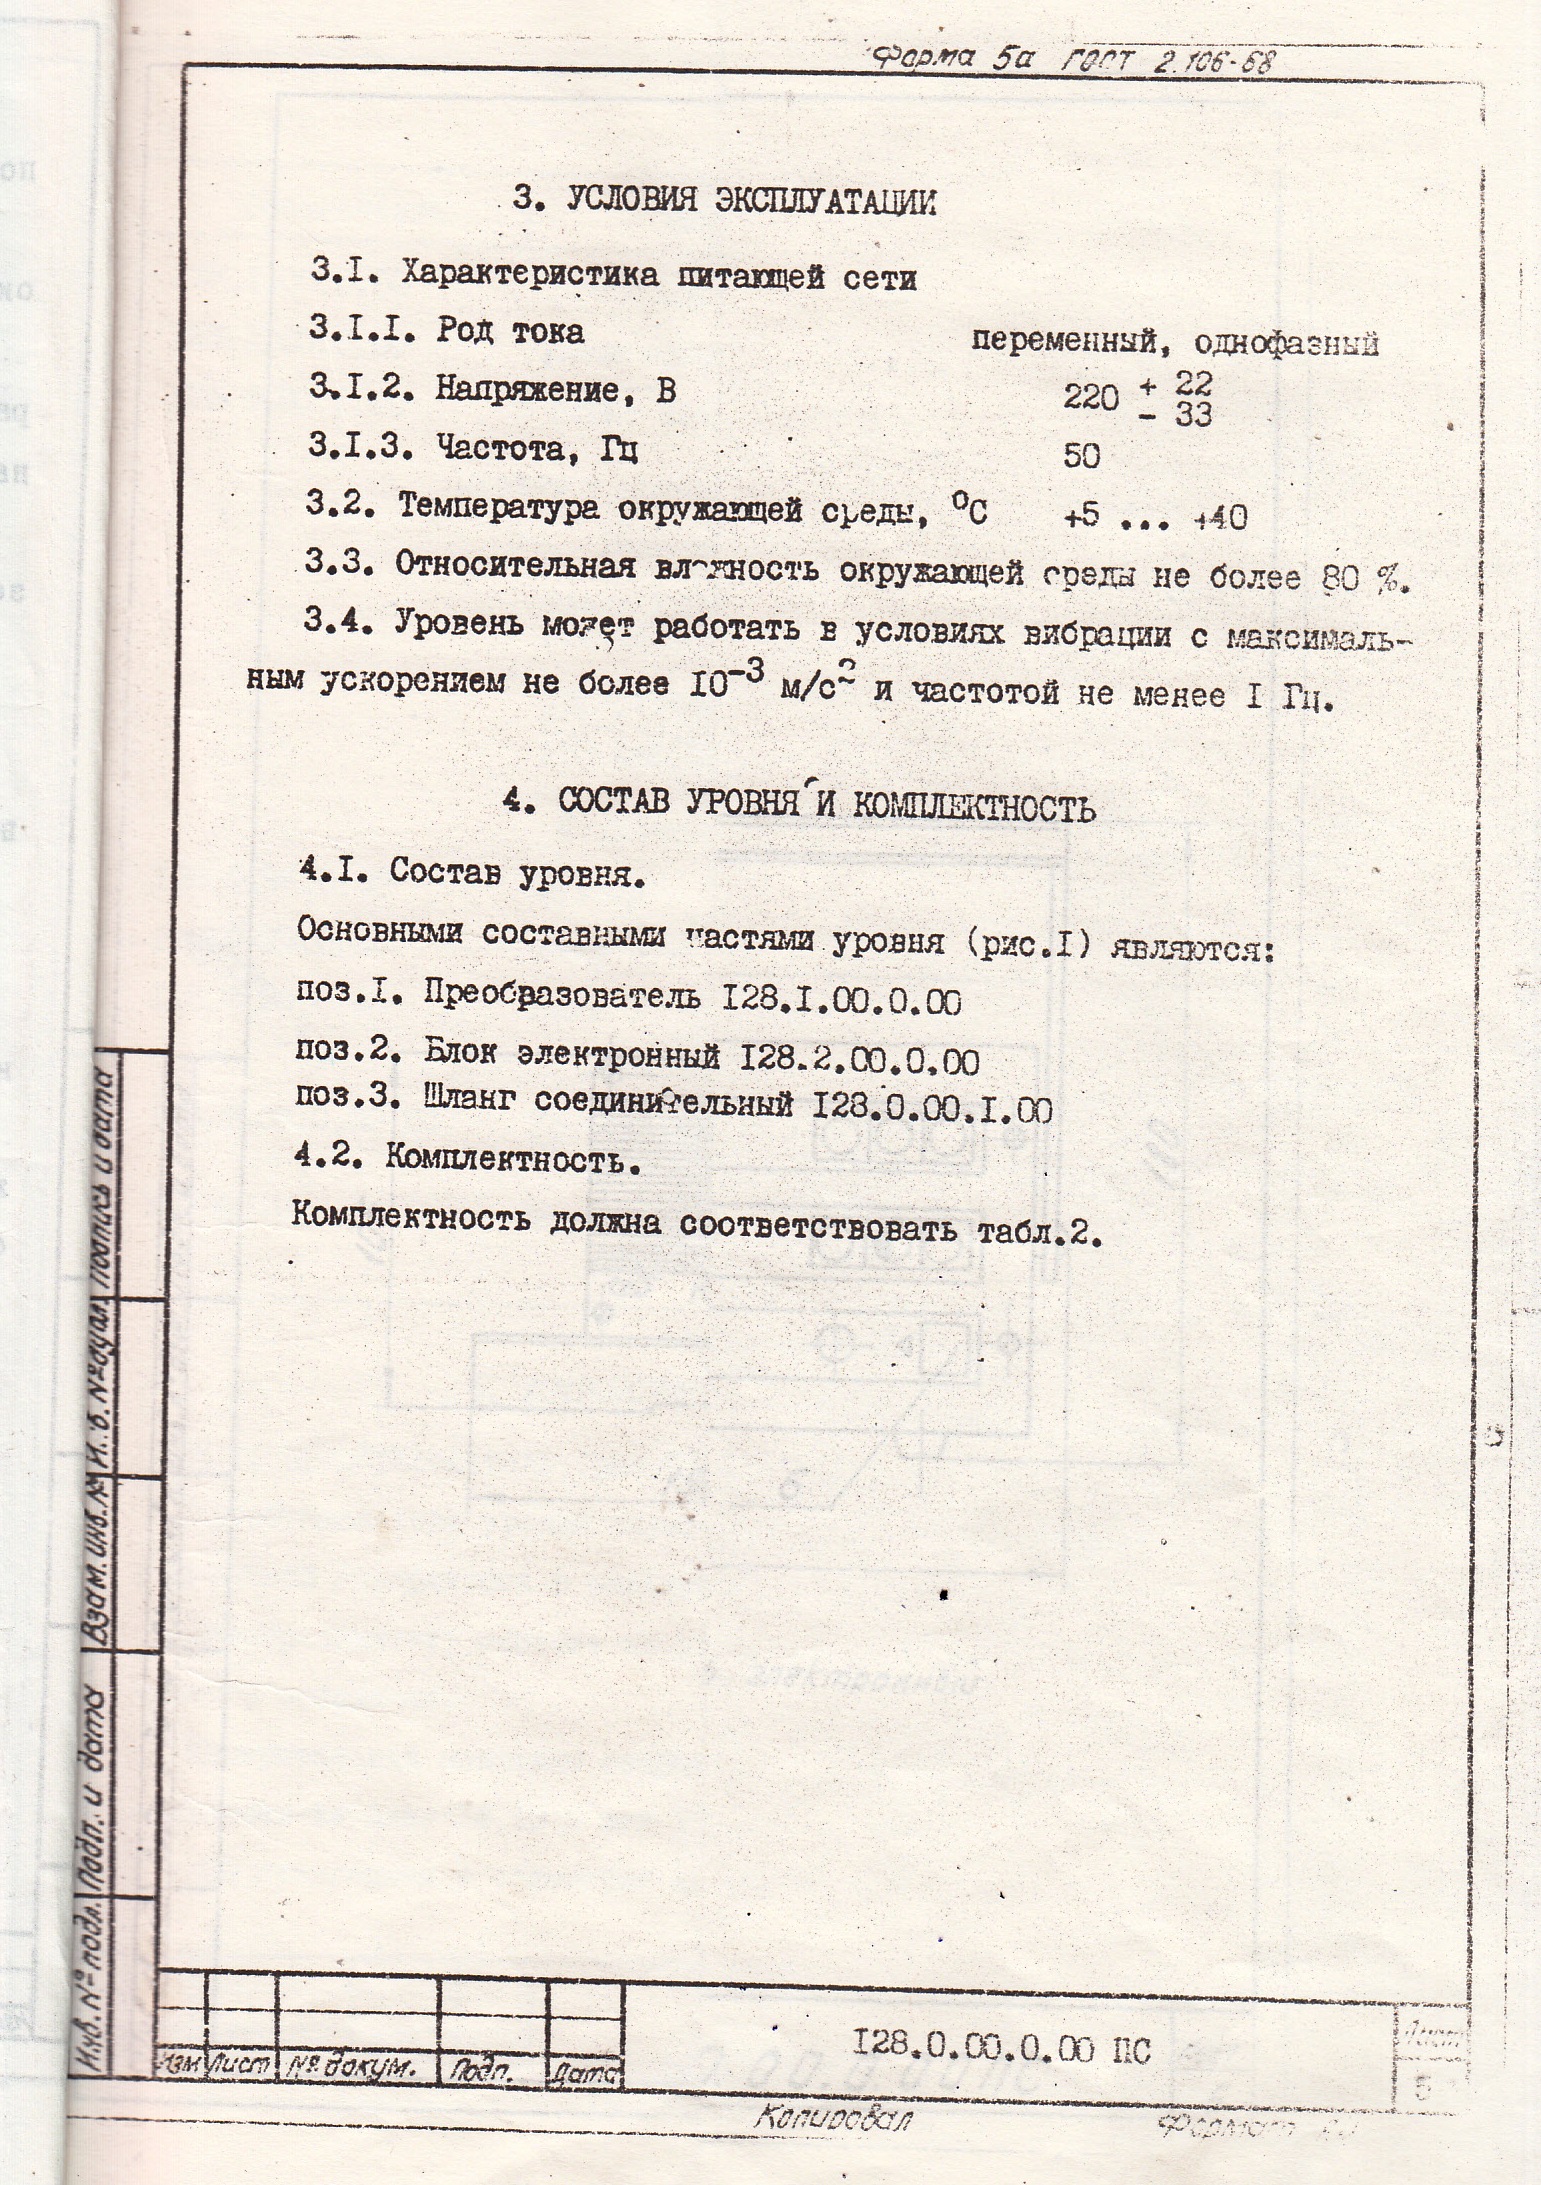 Форма 5а ГОСТ 2.106-68
3. УСЛОВИЯ ЭКСПЛУАТАЦИИ
3.I. Характеристика питающей сети
3.I.I. Род тока переменный, однофазный
3.I.2. Напряжение, В 220 + 22 - 33
3.I.3. Частота, Гц 50
3.2. Температура окружающей среды, °С +5 ... +40
3.3. Относительная влажность окружающей среды не более 80 %.
3.4. Уровень может работать в условиях вибрации с максималь-
ным ускорением не более I0⁻³ м/с² и частотой не менее I Гц.
4. СОСТАВ УРОВНЯ И КОМПЛЕКТНОСТЬ
4.I. Состав уровня.
Основными составными частями уровня (рис.I) являются:
поз.I. Преобразователь I28.I.00.0.00
поз.2. Блок электронный I28.2.00.0.00
поз.3. Шланг соединительный I28.0.00.I.00
4.2. Комплектность.
Комплектность должна соответствовать табл.2.
Инв. № подл.
Подп. и дата
Взам. инв. №
И.б. № дубл.
Подпись и дата
Изм Лист № докум. Подп. Дата
I28.0.00.0.00 ПС
Лист
5
Копировал Формат